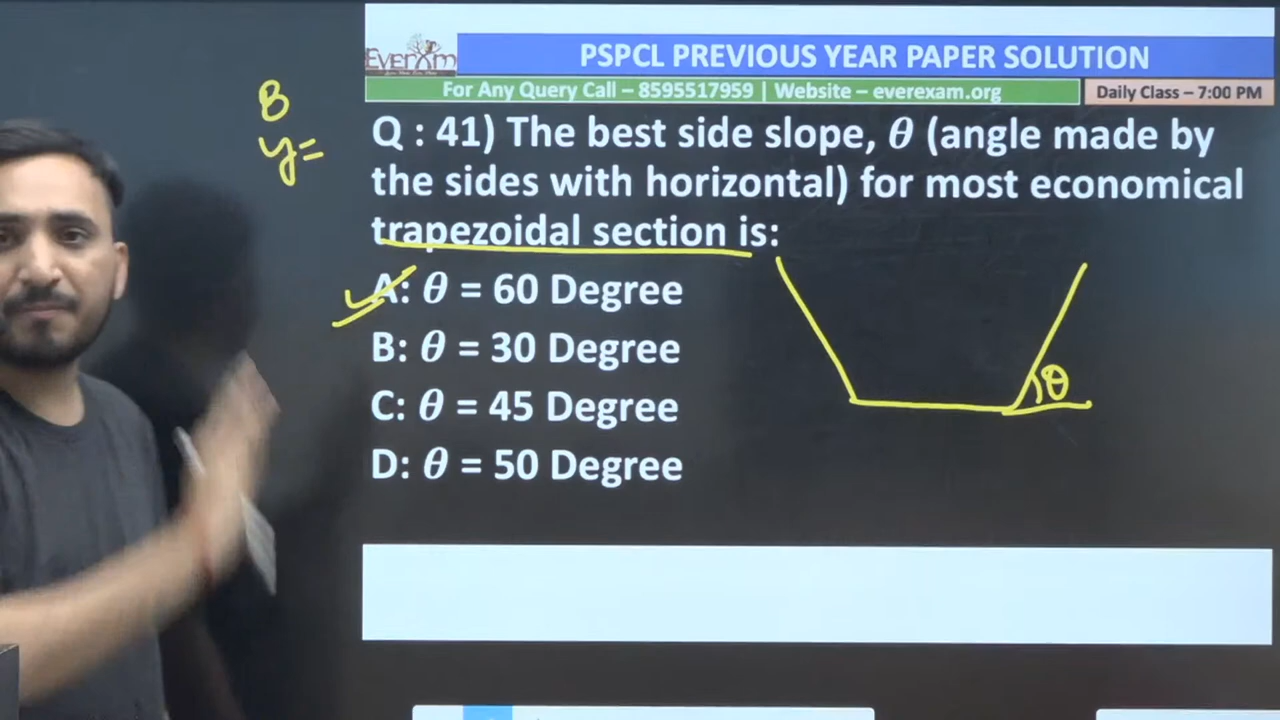 EVEREXAM
PSPCL PREVIOUS YEAR PAPER SOLUTION
For Any Query Call – 8595517959 | Website – everexam.org
Daily Class – 7:00 PM
B
y=
Q : 41) The best side slope, θ (angle made by
the sides with horizontal) for most economical
trapezoidal section is:
A: θ = 60 Degree
B: θ = 30 Degree
C: θ = 45 Degree
D: θ = 50 Degree
θ